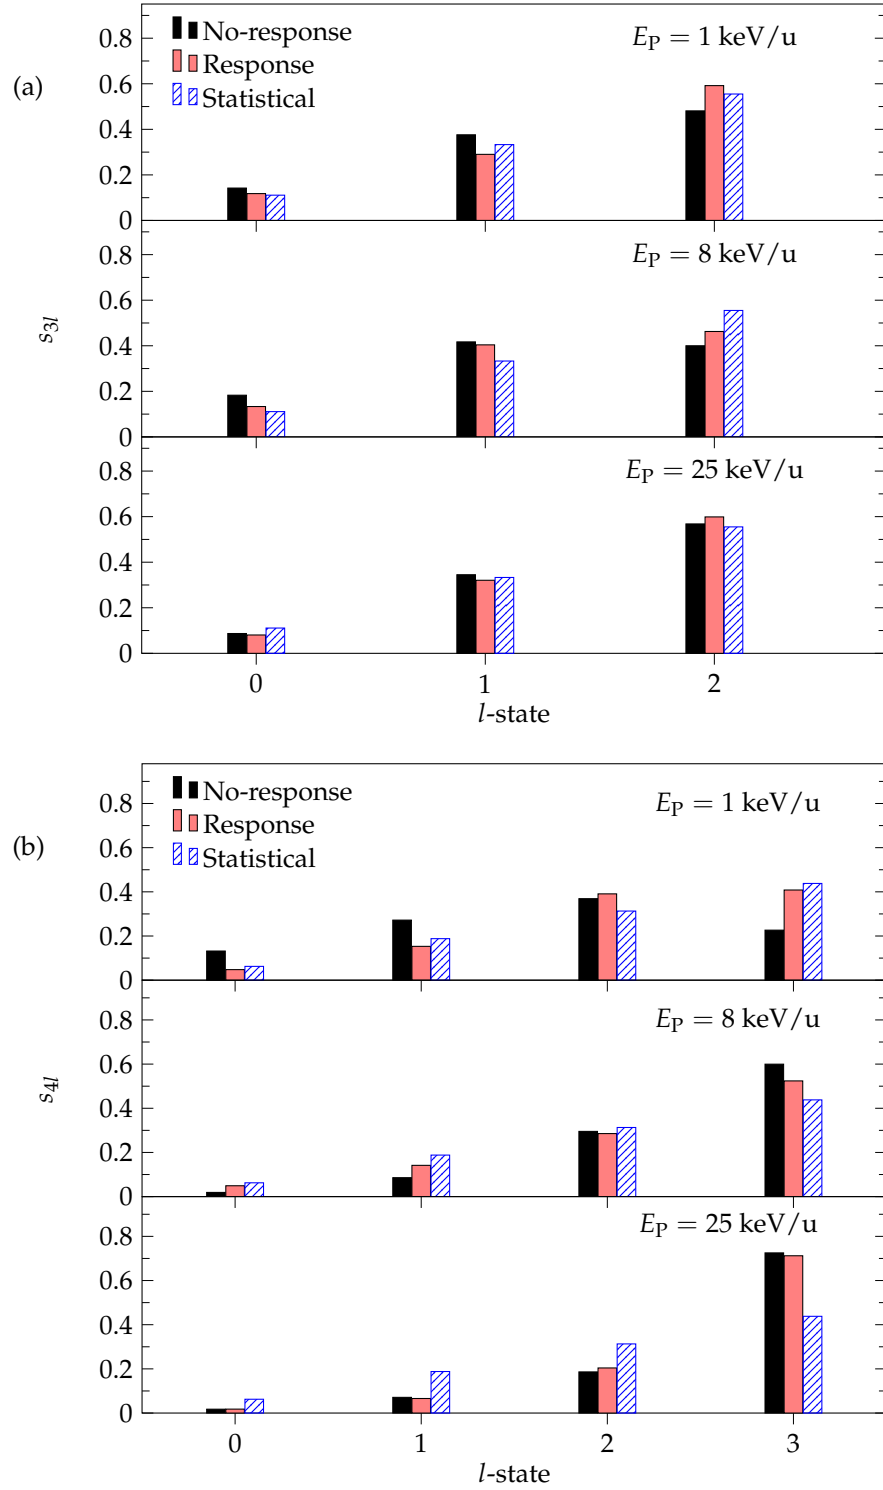 (a)
No-response
Response
Statistical
E_P = 1 keV/u
0.8
0.6
0.4
0.2
0
E_P = 8 keV/u
s_{3l}
0.8
0.6
0.4
0.2
0
E_P = 25 keV/u
0.8
0.6
0.4
0.2
0
0 1 2
l-state
(b)
No-response
Response
Statistical
E_P = 1 keV/u
0.8
0.6
0.4
0.2
0
E_P = 8 keV/u
s_{4l}
0.8
0.6
0.4
0.2
0
E_P = 25 keV/u
0.8
0.6
0.4
0.2
0
0 1 2 3
l-state